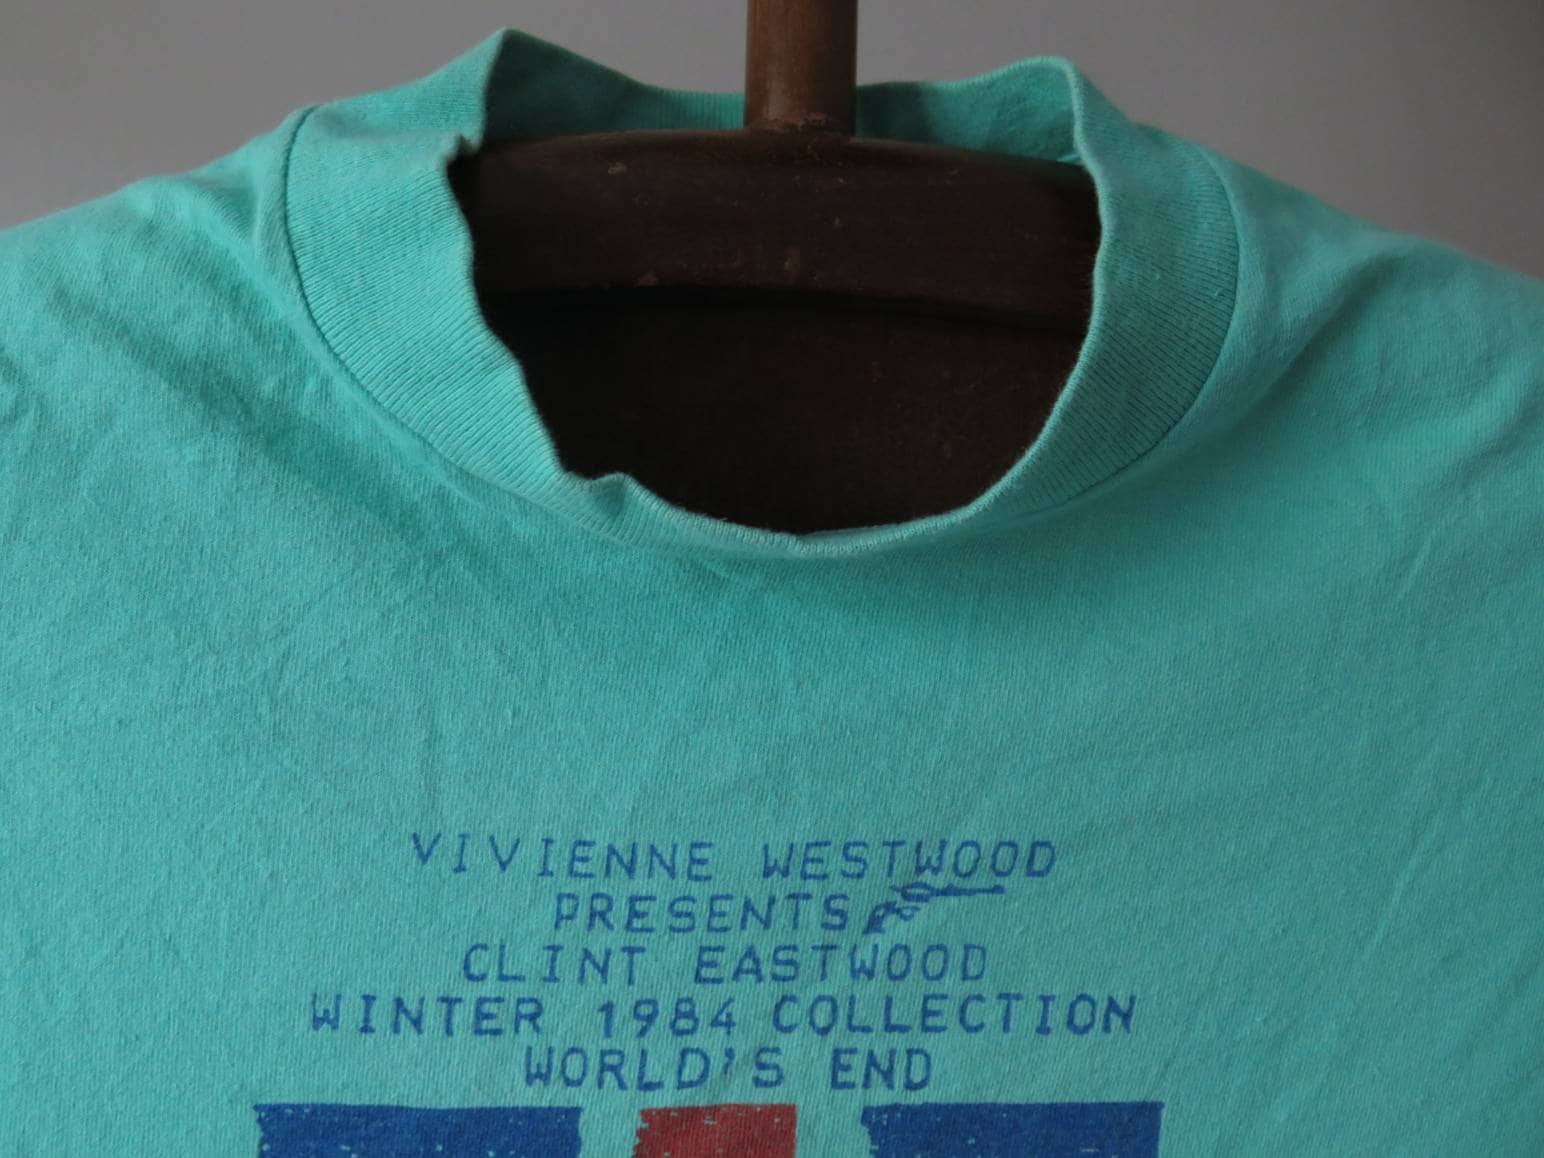 VIVIENNE WESTWOOD
PRESENTS
CLINT EASTWOOD
WINTER 1984 COLLECTION
WORLD'S END